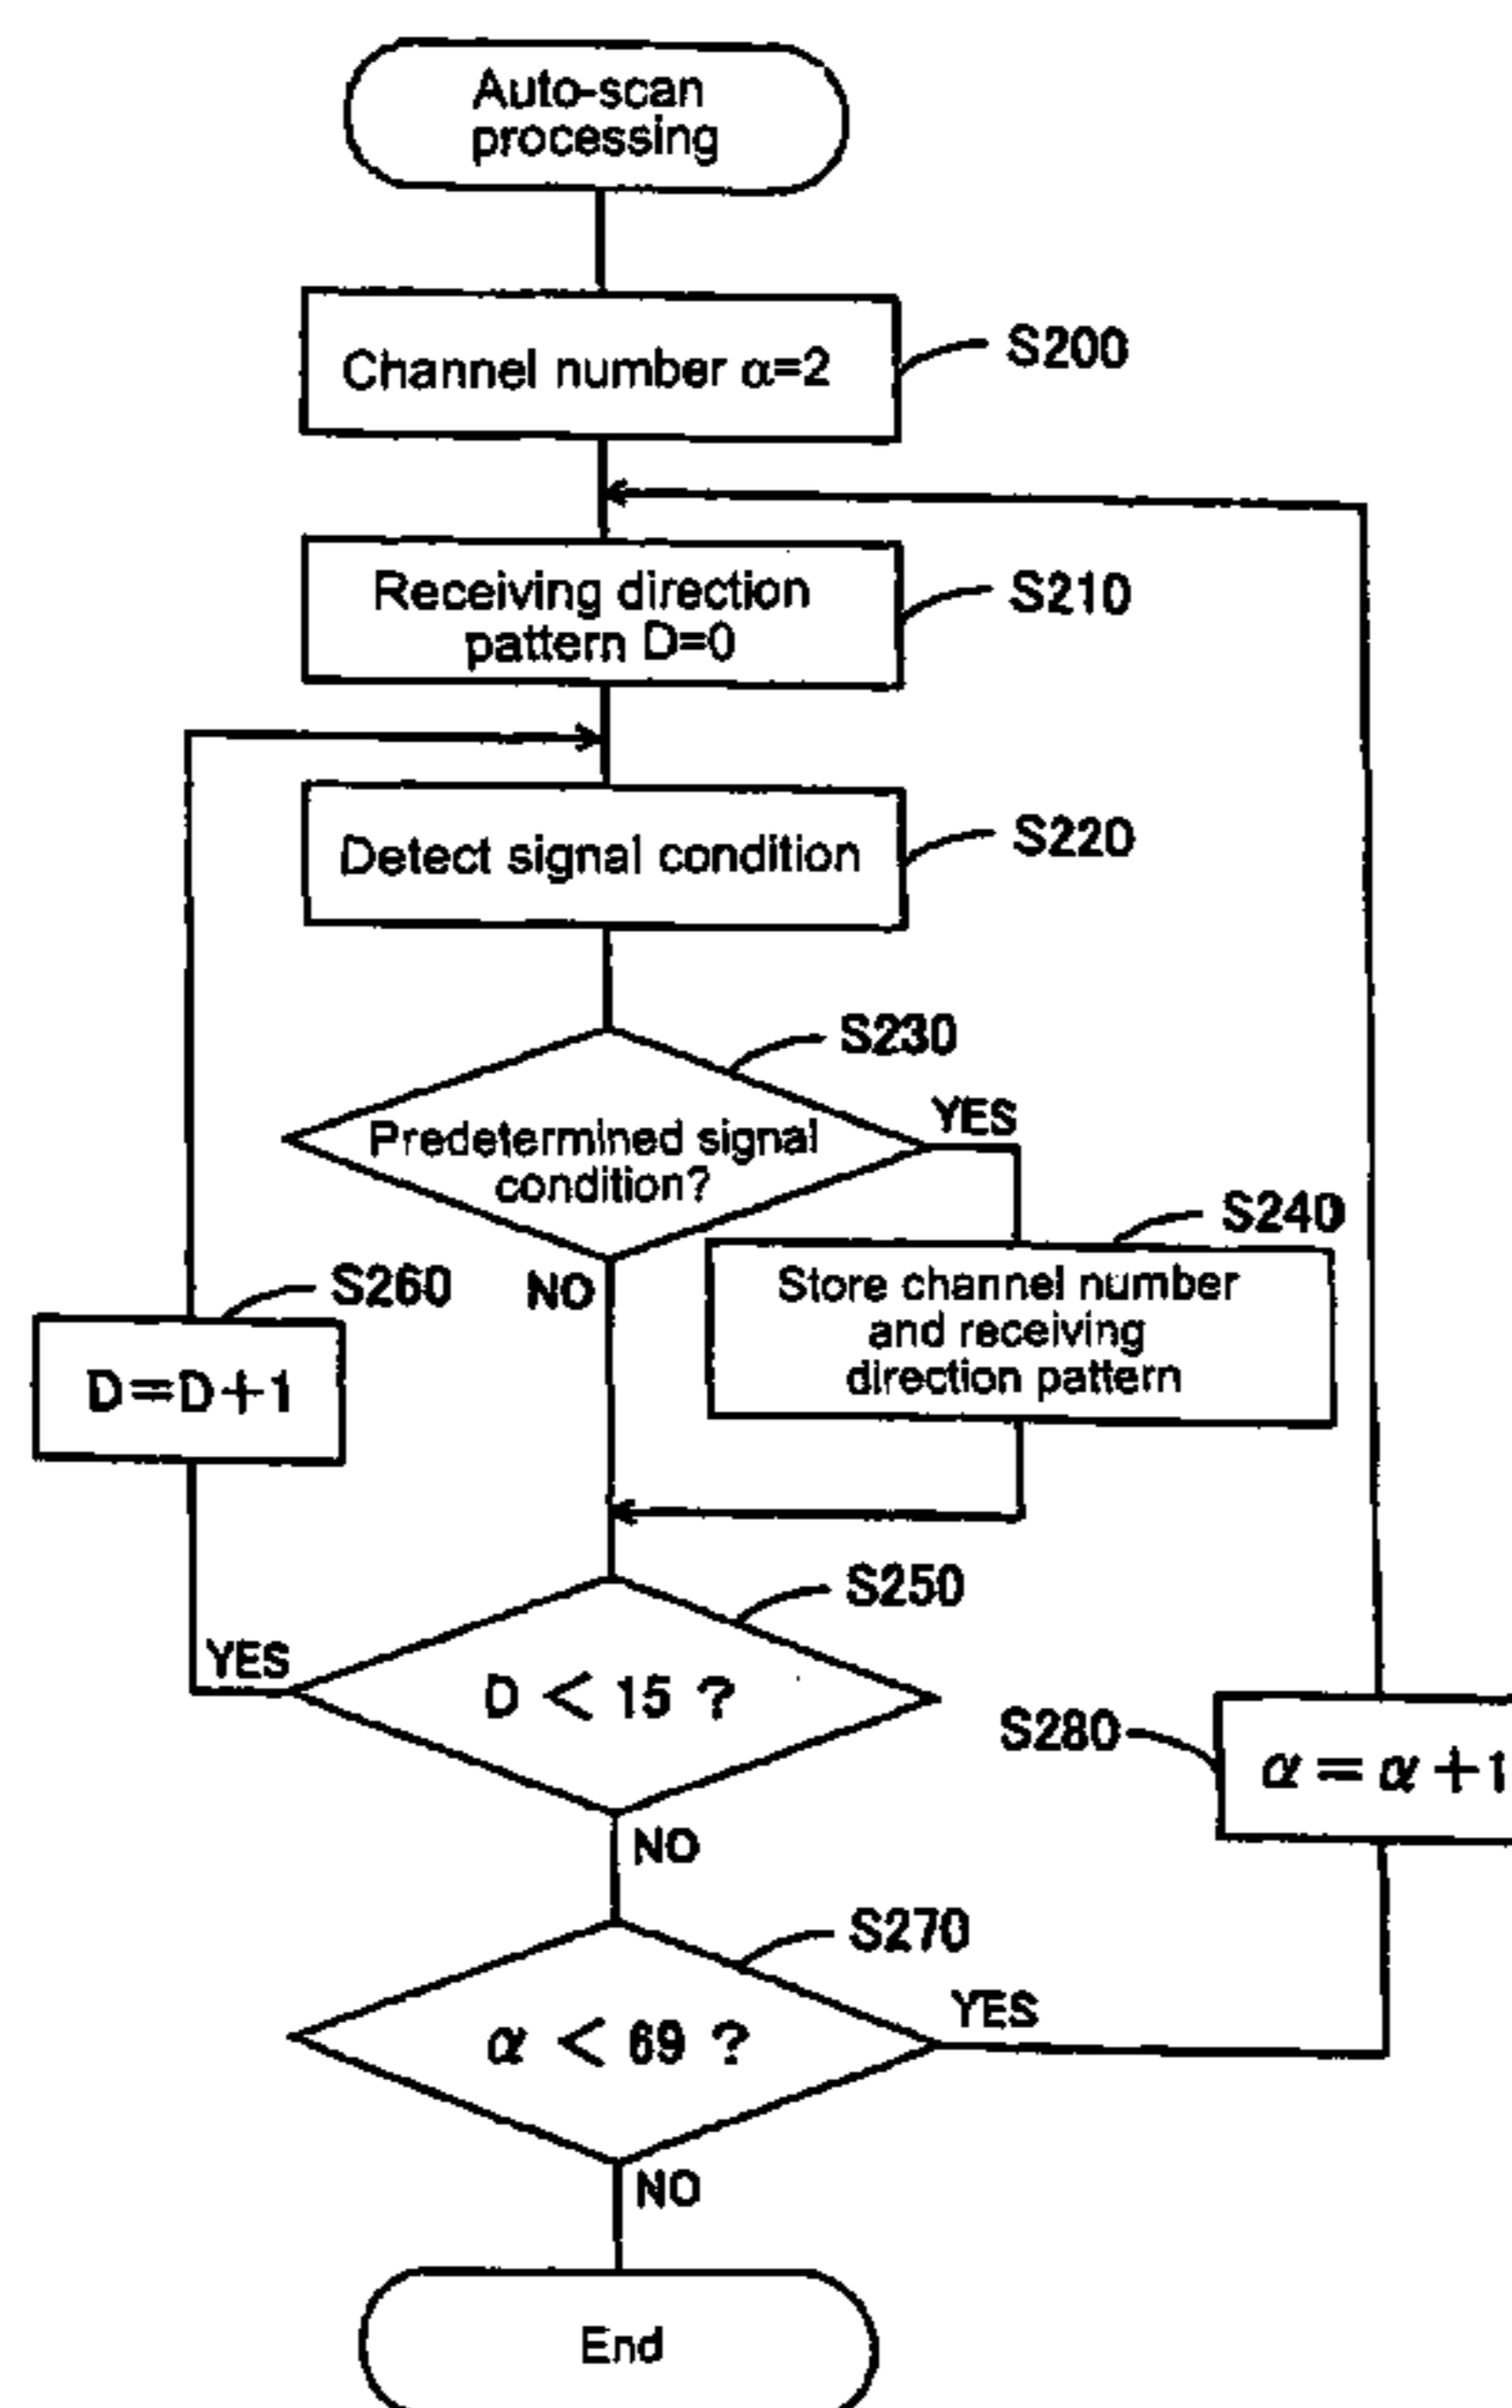 Auto-scan
processing
Channel number α=2
S200
Receiving direction
pattern D=0
S210
Detect signal condition
S220
S230
Predetermined signal
condition?
YES
NO
S240
Store channel number
and receiving
direction pattern
S260
D=D+1
S250
D < 15 ?
YES
NO
S280
α = α +1
S270
α < 69 ?
YES
NO
End